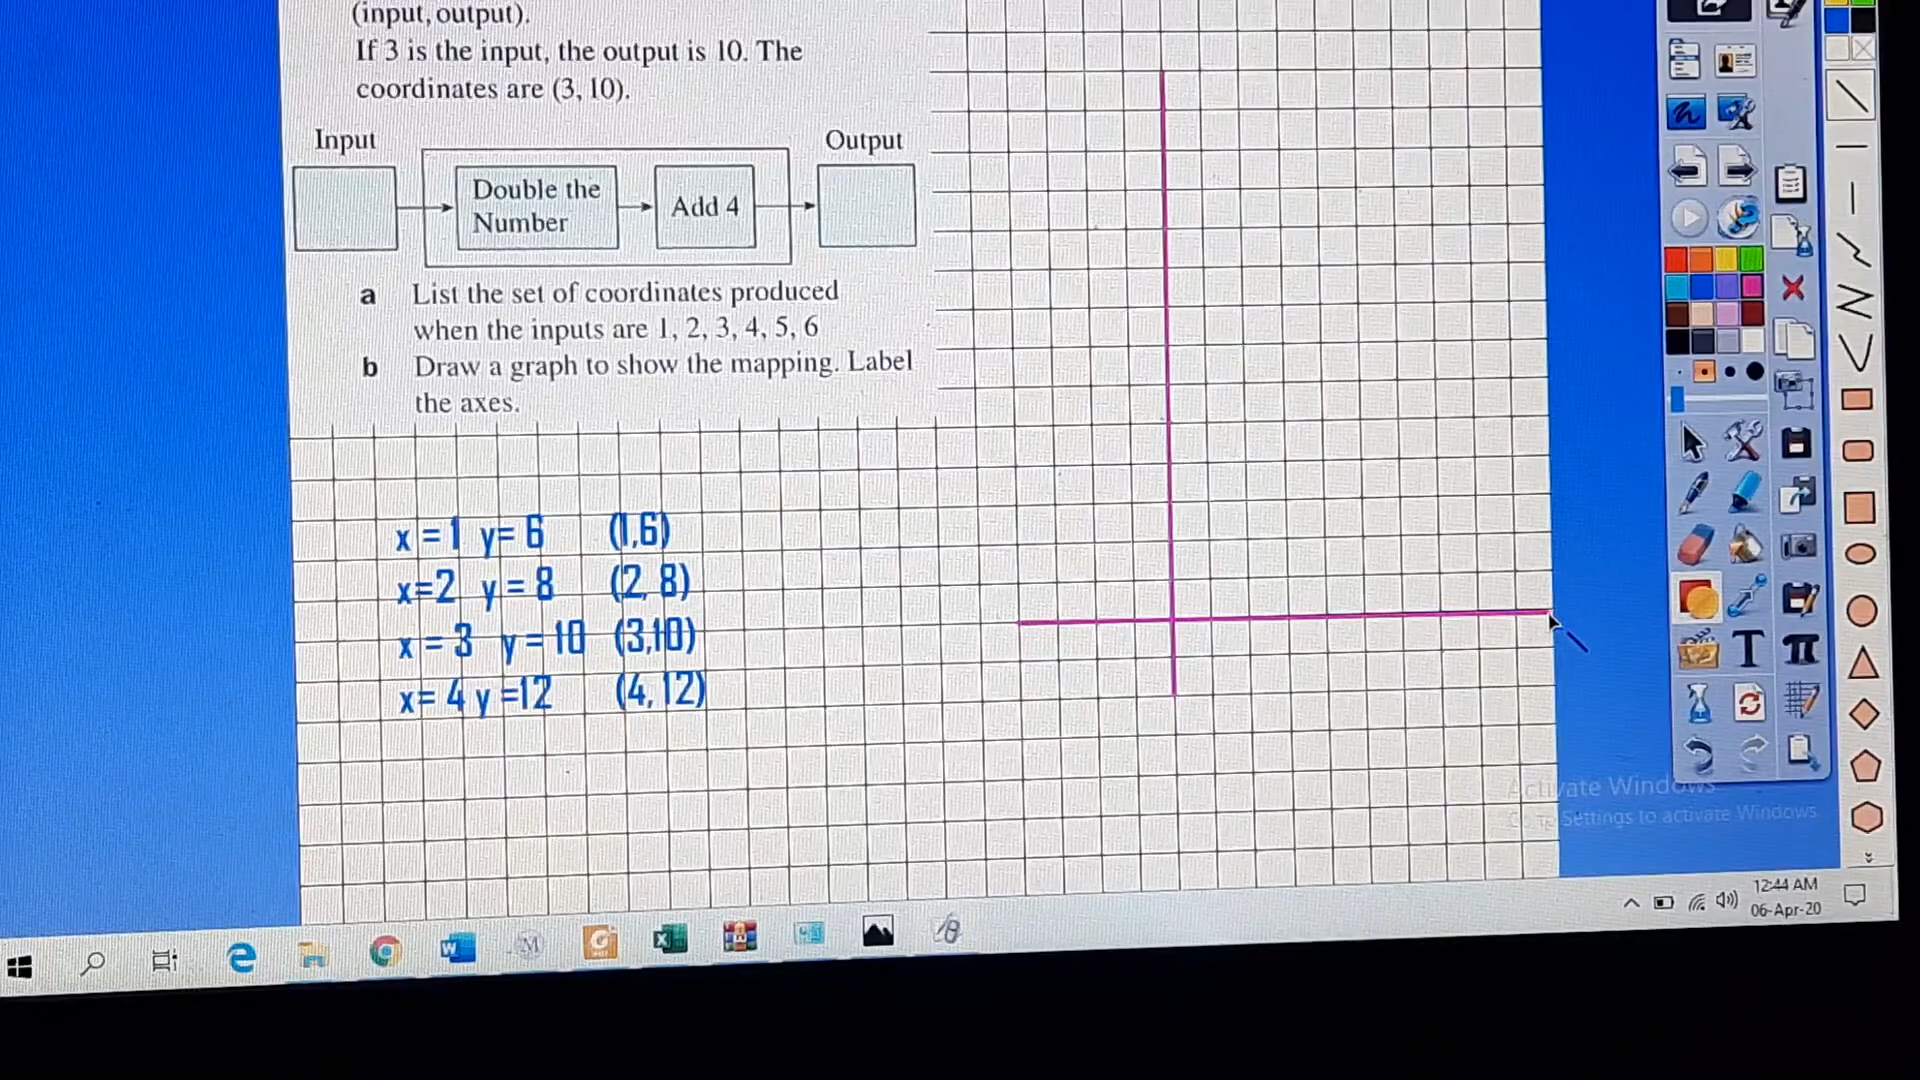 (input, output).
If 3 is the input, the output is 10. The
coordinates are (3, 10).
Input
Output
Double the
Number
Add 4
a List the set of coordinates produced
when the inputs are 1, 2, 3, 4, 5, 6
b Draw a graph to show the mapping. Label
the axes.
x = 1 y= 6 (1,6)
x=2 y = 8 (2, 8)
x = 3 y = 10 (3,10)
x= 4 y =12 (4, 12)
Activate Windows
Go to Settings to activate Windows.
12:44 AM
06-Apr-20